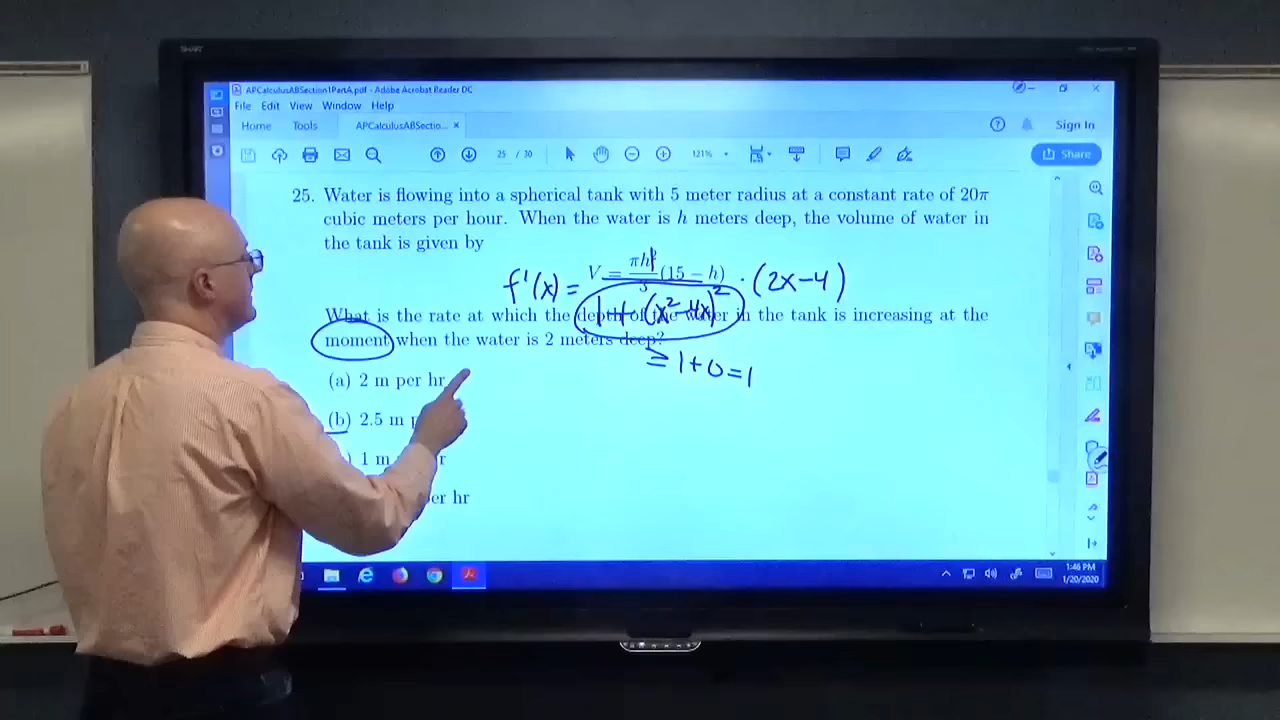 SMART
APCalculusABSection1PartA.pdf - Adobe Acrobat Reader DC
File Edit View Window Help
Home Tools APCalculusABSectio... × Sign In
25 / 30 121% Share
25. Water is flowing into a spherical tank with 5 meter radius at a constant rate of 20π
cubic meters per hour. When the water is h meters deep, the volume of water in
the tank is given by
V = πh²/3 (15 − h)
f'(x) = 1+(x²−4x)² · (2x−4)
What is the rate at which the depth of the water in the tank is increasing at the
moment when the water is 2 meters deep?
≥ 1+0=1
(a) 2 m per hr
(b) 2.5 m p
1 m r
er hr
1:46 PM
1/20/2020